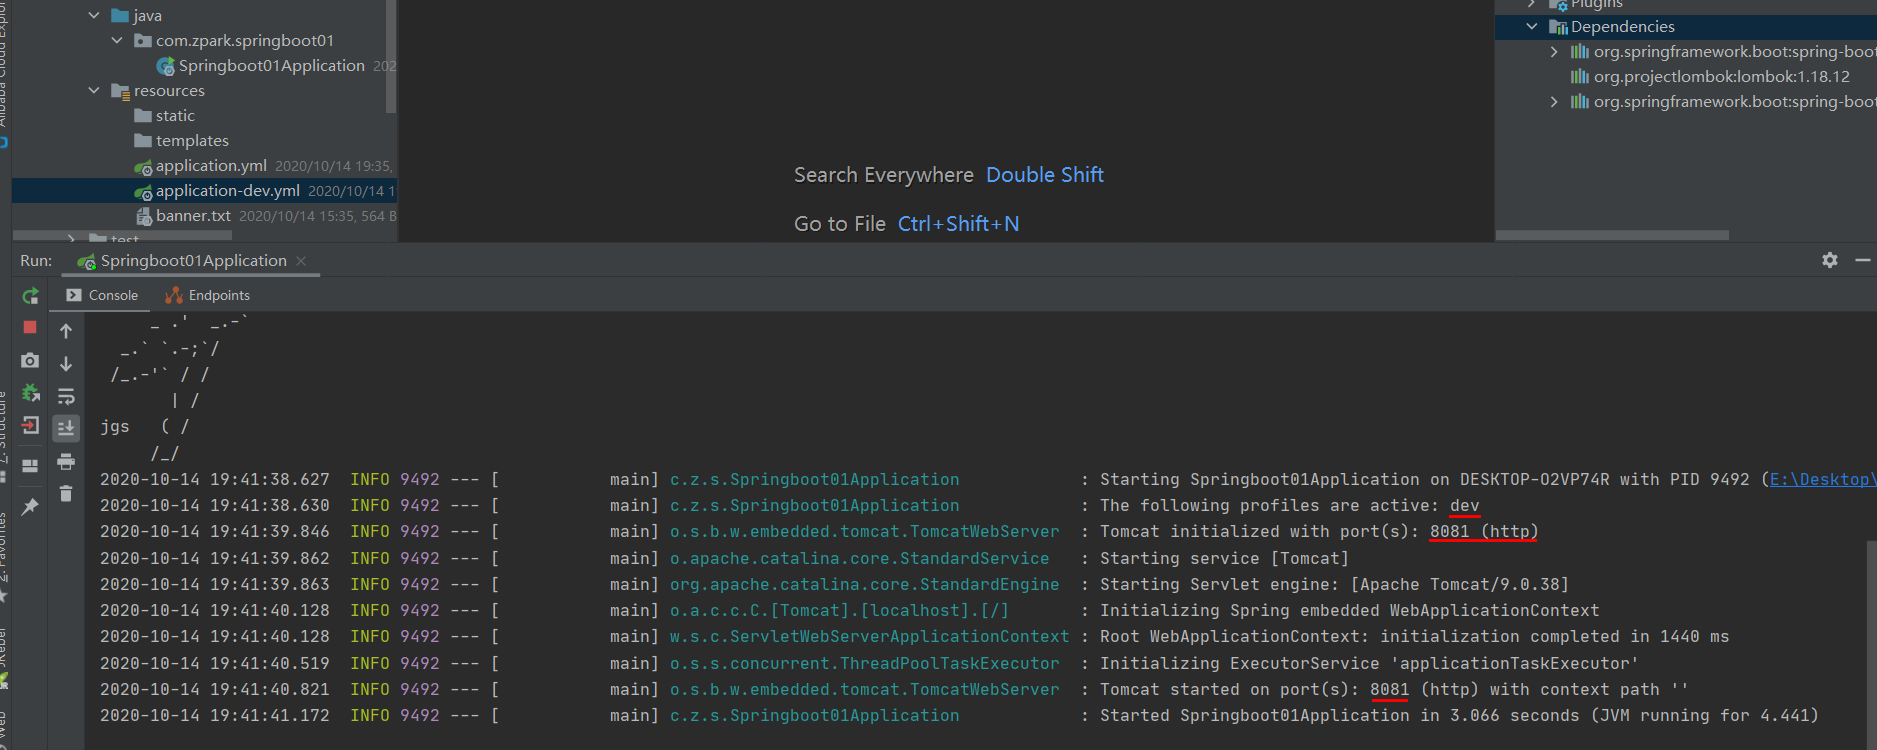 java
com.zpark.springboot01
Springboot01Application 202
resources
static
templates
application.yml 2020/10/14 19:35,
application-dev.yml 2020/10/14 1
banner.txt 2020/10/14 15:35, 564 B
test
Search Everywhere Double Shift
Go to File Ctrl+Shift+N
Plugins
Dependencies
org.springframework.boot:spring-boot
org.projectlombok:lombok:1.18.12
org.springframework.boot:spring-boot
Alibaba Cloud Explor
Run: Springboot01Application
Console Endpoints
Z: Structure
2: Favorites
JRebel
Web
_ .'  _.-`
_.` `.-;`/
/_.-'` / /
| /
jgs   ( /
/_/
2020-10-14 19:41:38.627  INFO 9492 --- [           main] c.z.s.Springboot01Application            : Starting Springboot01Application on DESKTOP-O2VP74R with PID 9492 (E:\Desktop\
2020-10-14 19:41:38.630  INFO 9492 --- [           main] c.z.s.Springboot01Application            : The following profiles are active: dev
2020-10-14 19:41:39.846  INFO 9492 --- [           main] o.s.b.w.embedded.tomcat.TomcatWebServer  : Tomcat initialized with port(s): 8081 (http)
2020-10-14 19:41:39.862  INFO 9492 --- [           main] o.apache.catalina.core.StandardService   : Starting service [Tomcat]
2020-10-14 19:41:39.863  INFO 9492 --- [           main] org.apache.catalina.core.StandardEngine  : Starting Servlet engine: [Apache Tomcat/9.0.38]
2020-10-14 19:41:40.128  INFO 9492 --- [           main] o.a.c.c.C.[Tomcat].[localhost].[/]       : Initializing Spring embedded WebApplicationContext
2020-10-14 19:41:40.128  INFO 9492 --- [           main] w.s.c.ServletWebServerApplicationContext : Root WebApplicationContext: initialization completed in 1440 ms
2020-10-14 19:41:40.519  INFO 9492 --- [           main] o.s.s.concurrent.ThreadPoolTaskExecutor  : Initializing ExecutorService 'applicationTaskExecutor'
2020-10-14 19:41:40.821  INFO 9492 --- [           main] o.s.b.w.embedded.tomcat.TomcatWebServer  : Tomcat started on port(s): 8081 (http) with context path ''
2020-10-14 19:41:41.172  INFO 9492 --- [           main] c.z.s.Springboot01Application            : Started Springboot01Application in 3.066 seconds (JVM running for 4.441)